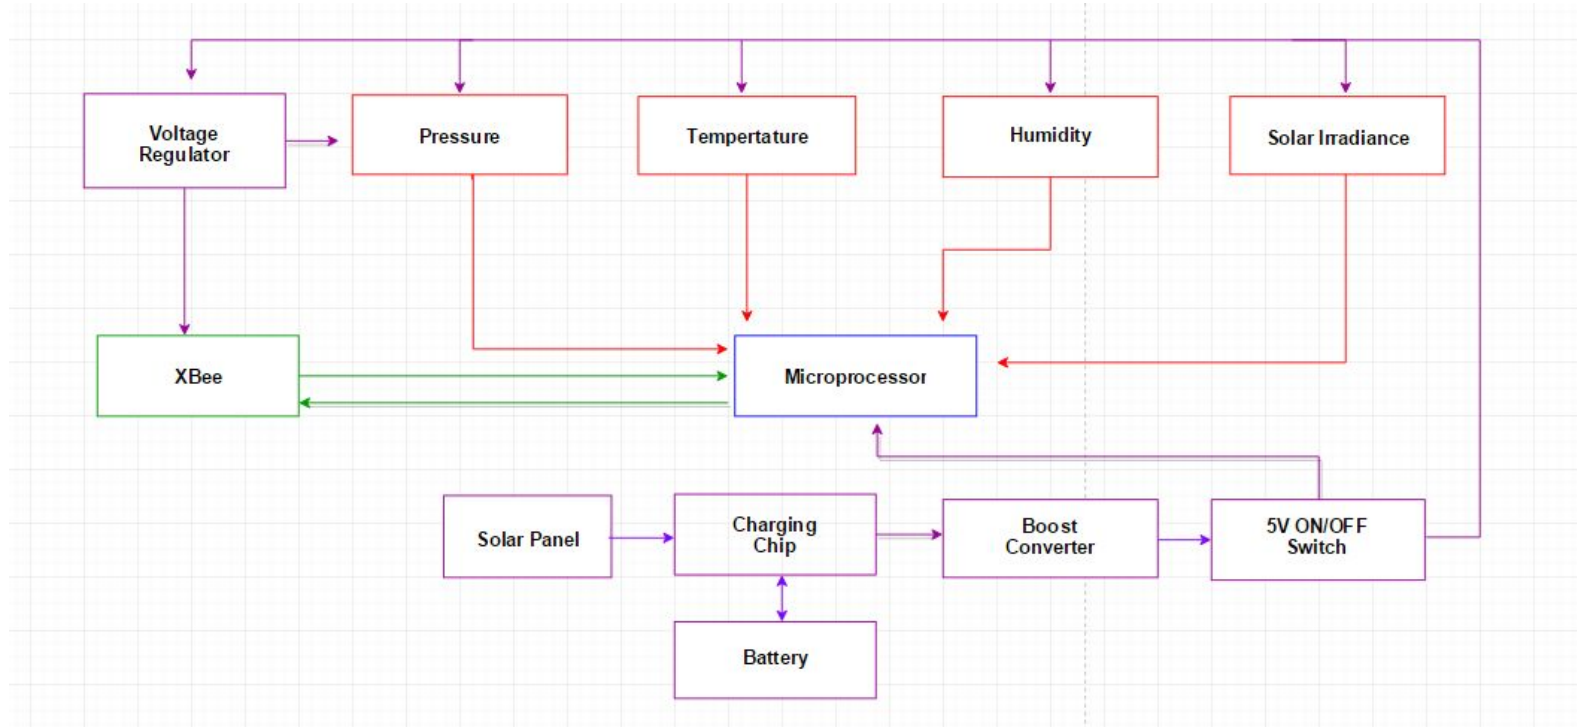 Voltage
Regulator
Pressure
Tempertature
Humidity
Solar Irradiance
XBee
Microprocessor
Solar Panel
Charging
Chip
Boost
Converter
5V ON/OFF
Switch
Battery